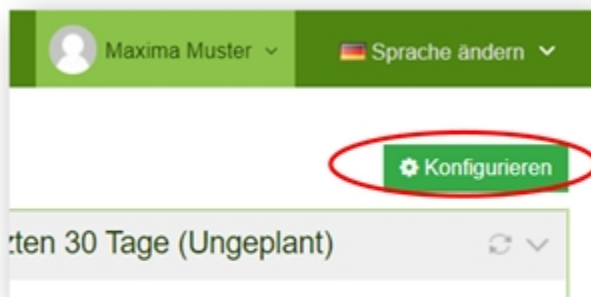 Maxima Muster
Sprache ändern
Konfigurieren
zten 30 Tage (Ungeplant)